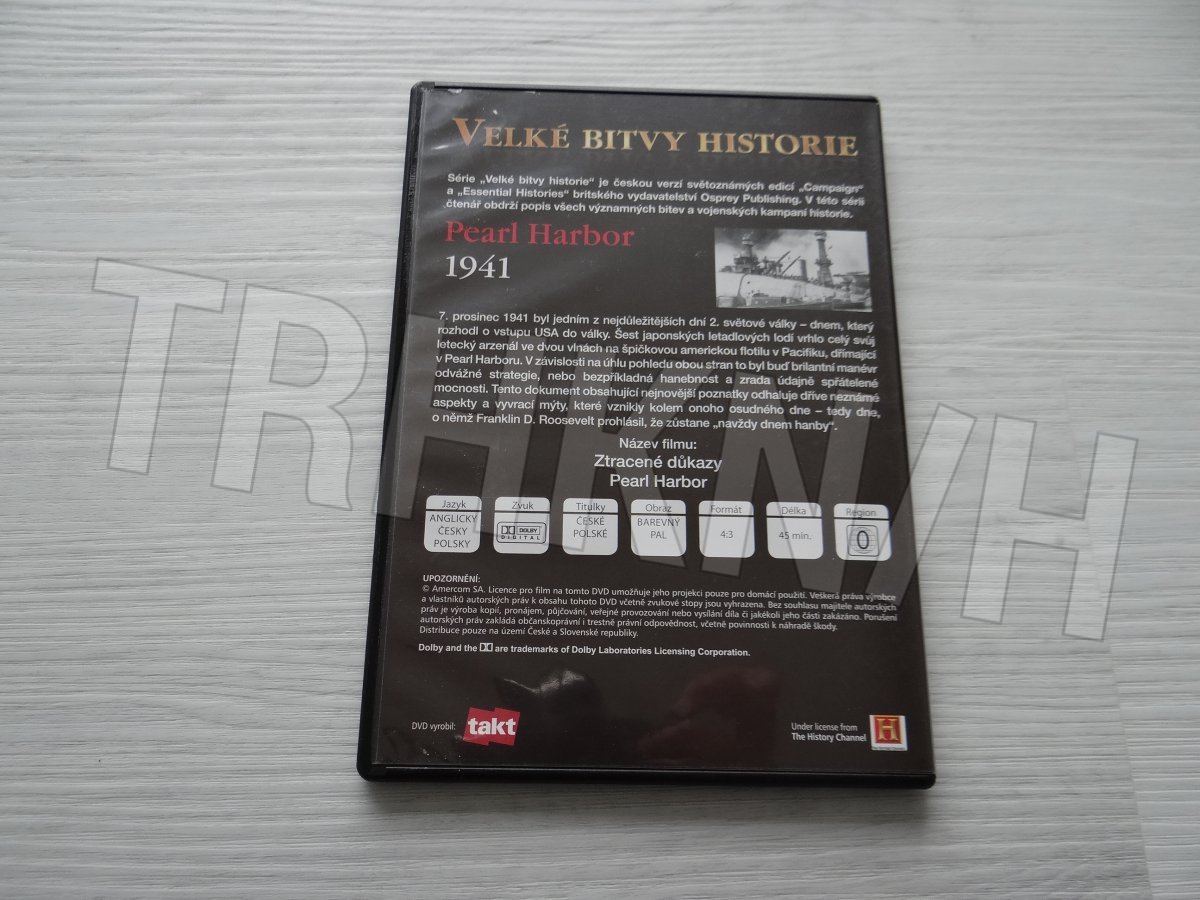 VELKÉ BITVY HISTORIE
Série „Velké bitvy historie“ je českou verzí světoznámých edicí „Campaign“
a „Essential Histories“ britského vydavatelství Osprey Publishing. V této sérii
čtenář obdrží popis všech významných bitev a vojenských kampaní historie.
Pearl Harbor
1941
7. prosinec 1941 byl jedním z nejdůležitějších dní 2. světové války – dnem, který
rozhodl o vstupu USA do války. Šest japonských letadlových lodí vrhlo celý svůj
letecký arzenál ve dvou vlnách na špičkovou americkou flotilu v Pacifiku, dřímající
v Pearl Harboru. V závislosti na úhlu pohledu obou stran to byl buď brilantní manévr
odvážné strategie, nebo bezpříkladná hanebnost a zrada údajně spřátelené
mocnosti. Tento dokument obsahující nejnovější poznatky odhaluje dříve neznámé
aspekty a vyvrací mýty, které vznikly kolem onoho osudného dne – tedy dne,
o němž Franklin D. Roosevelt prohlásil, že zůstane „navždy dnem hanby“.
Název filmu:
Ztracené důkazy
Pearl Harbor
Jazyk Zvuk Titulky Obraz Formát Délka Region
ANGLICKY DOLBY ČESKÉ BAREVNÝ 4:3 45 min. 0
ČESKY DIGITAL POLSKÉ PAL
POLSKY
UPOZORNĚNÍ:
© Amercom SA. Licence pro film na tomto DVD umožňuje jeho projekci pouze pro domácí použití. Veškerá práva výrobce
a vlastníků autorských práv k obsahu tohoto DVD včetně zvukové stopy jsou vyhrazena. Bez souhlasu majitele autorských
práv je výroba kopií, pronájem, půjčování, veřejné provozování nebo vysílání díla či jakékoli jeho části zakázáno. Porušení
autorských práv zakládá občanskoprávní i trestně právní odpovědnost, včetně povinnosti k náhradě škody.
Distribuce pouze na území České a Slovenské republiky.
Dolby and the are trademarks of Dolby Laboratories Licensing Corporation.
DVD vyrobil: takt
Under license from
The History Channel
H